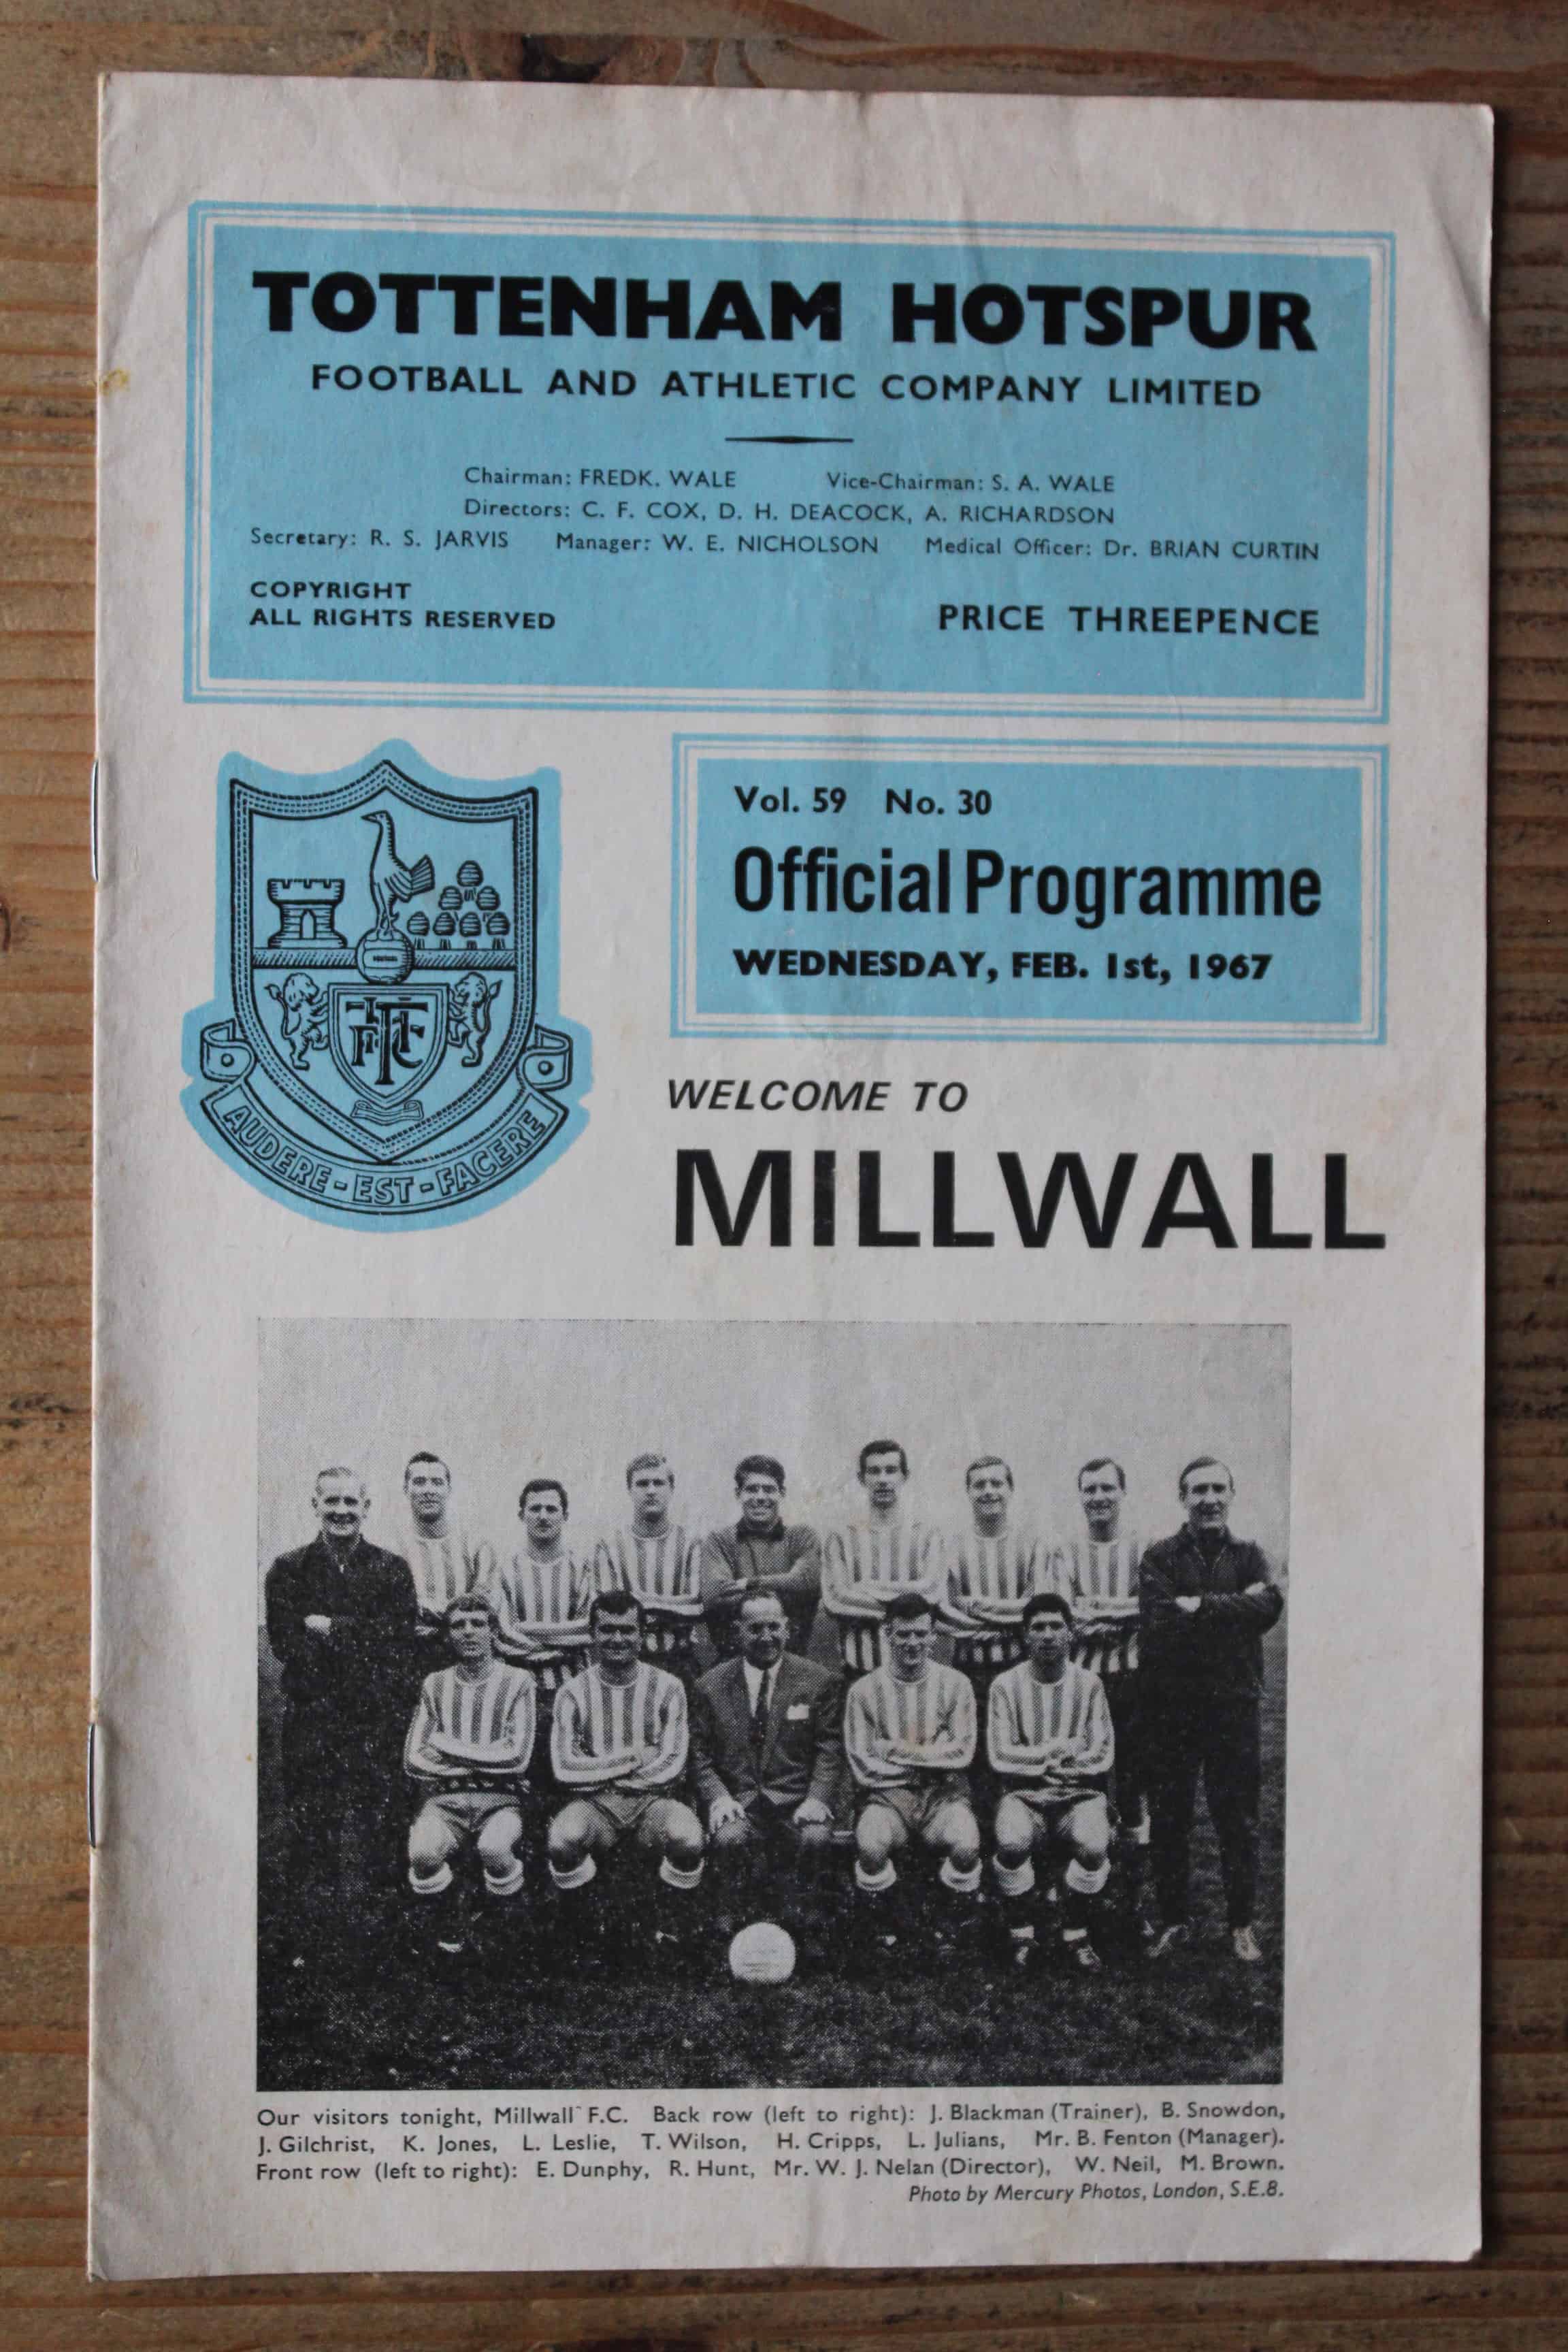 TOTTENHAM HOTSPUR
FOOTBALL AND ATHLETIC COMPANY LIMITED
Chairman: FREDK. WALE Vice-Chairman: S. A. WALE
Directors: C. F. COX, D. H. DEACOCK, A. RICHARDSON
Secretary: R. S. JARVIS Manager: W. E. NICHOLSON Medical Officer: Dr. BRIAN CURTIN
COPYRIGHT
ALL RIGHTS RESERVED
PRICE THREEPENCE
Vol. 59 No. 30
Official Programme
WEDNESDAY, FEB. 1st, 1967
AUDERE-EST-FACERE
WELCOME TO
MILLWALL
Our visitors tonight, Millwall F.C. Back row (left to right): J. Blackman (Trainer), B. Snowdon,
J. Gilchrist, K. Jones, L. Leslie, T. Wilson, H. Cripps, L. Julians, Mr. B. Fenton (Manager).
Front row (left to right): E. Dunphy, R. Hunt, Mr. W. J. Nelan (Director), W. Neil, M. Brown.
Photo by Mercury Photos, London, S.E.8.